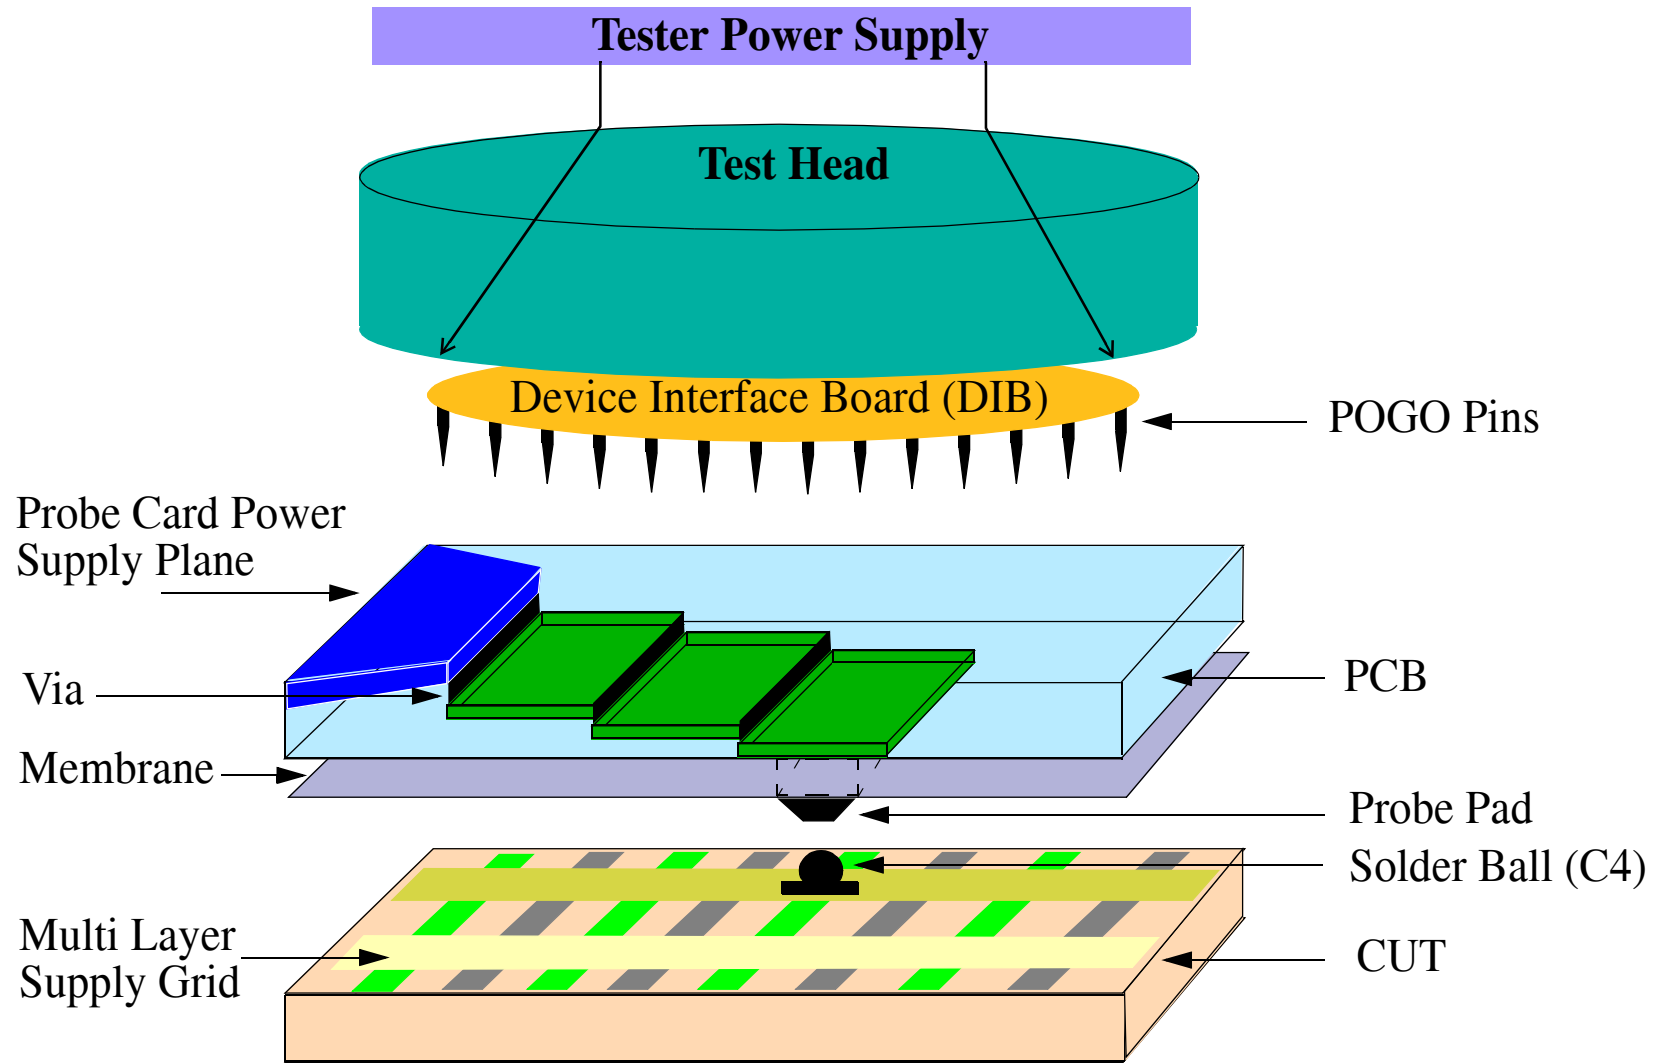 Tester Power Supply
Test Head
Device Interface Board (DIB)
POGO Pins
Probe Card Power
Supply Plane
Via
PCB
Membrane
Probe Pad
Solder Ball (C4)
Multi Layer
Supply Grid
CUT